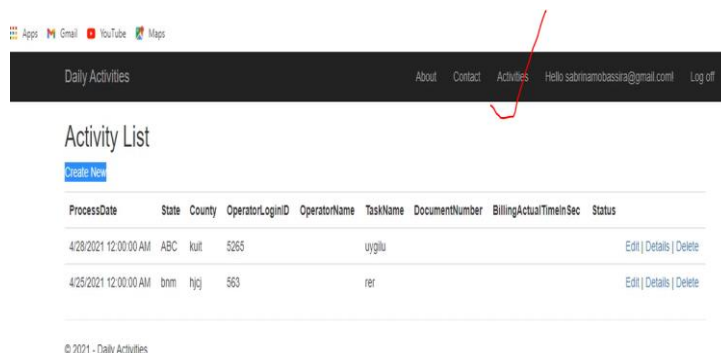 Apps Gmail YouTube Maps
Daily Activities About Contact Activities Hello sabrinamobassira@gmail.com! Log off
Activity List
Create New
ProcessDate State County OperatorLoginID OperatorName TaskName DocumentNumber BillingActualTimeInSec Status
4/28/2021 12:00:00 AM ABC kuit 5265 uygilu Edit | Details | Delete
4/25/2021 12:00:00 AM bnm hjcj 563 rer Edit | Details | Delete
© 2021 - Daily Activities